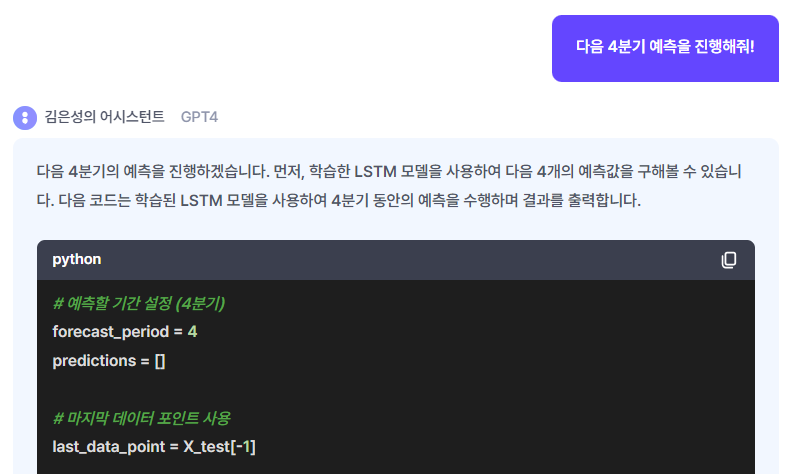 다음 4분기 예측을 진행해줘!
김은성의 어시스턴트 GPT4
다음 4분기의 예측을 진행하겠습니다. 먼저, 학습한 LSTM 모델을 사용하여 다음 4개의 예측값을 구해볼 수 있습니
다. 다음 코드는 학습된 LSTM 모델을 사용하여 4분기 동안의 예측을 수행하며 결과를 출력합니다.
python
# 예측할 기간 설정 (4분기)
forecast_period = 4
predictions = []
# 마지막 데이터 포인트 사용
last_data_point = X_test[-1]